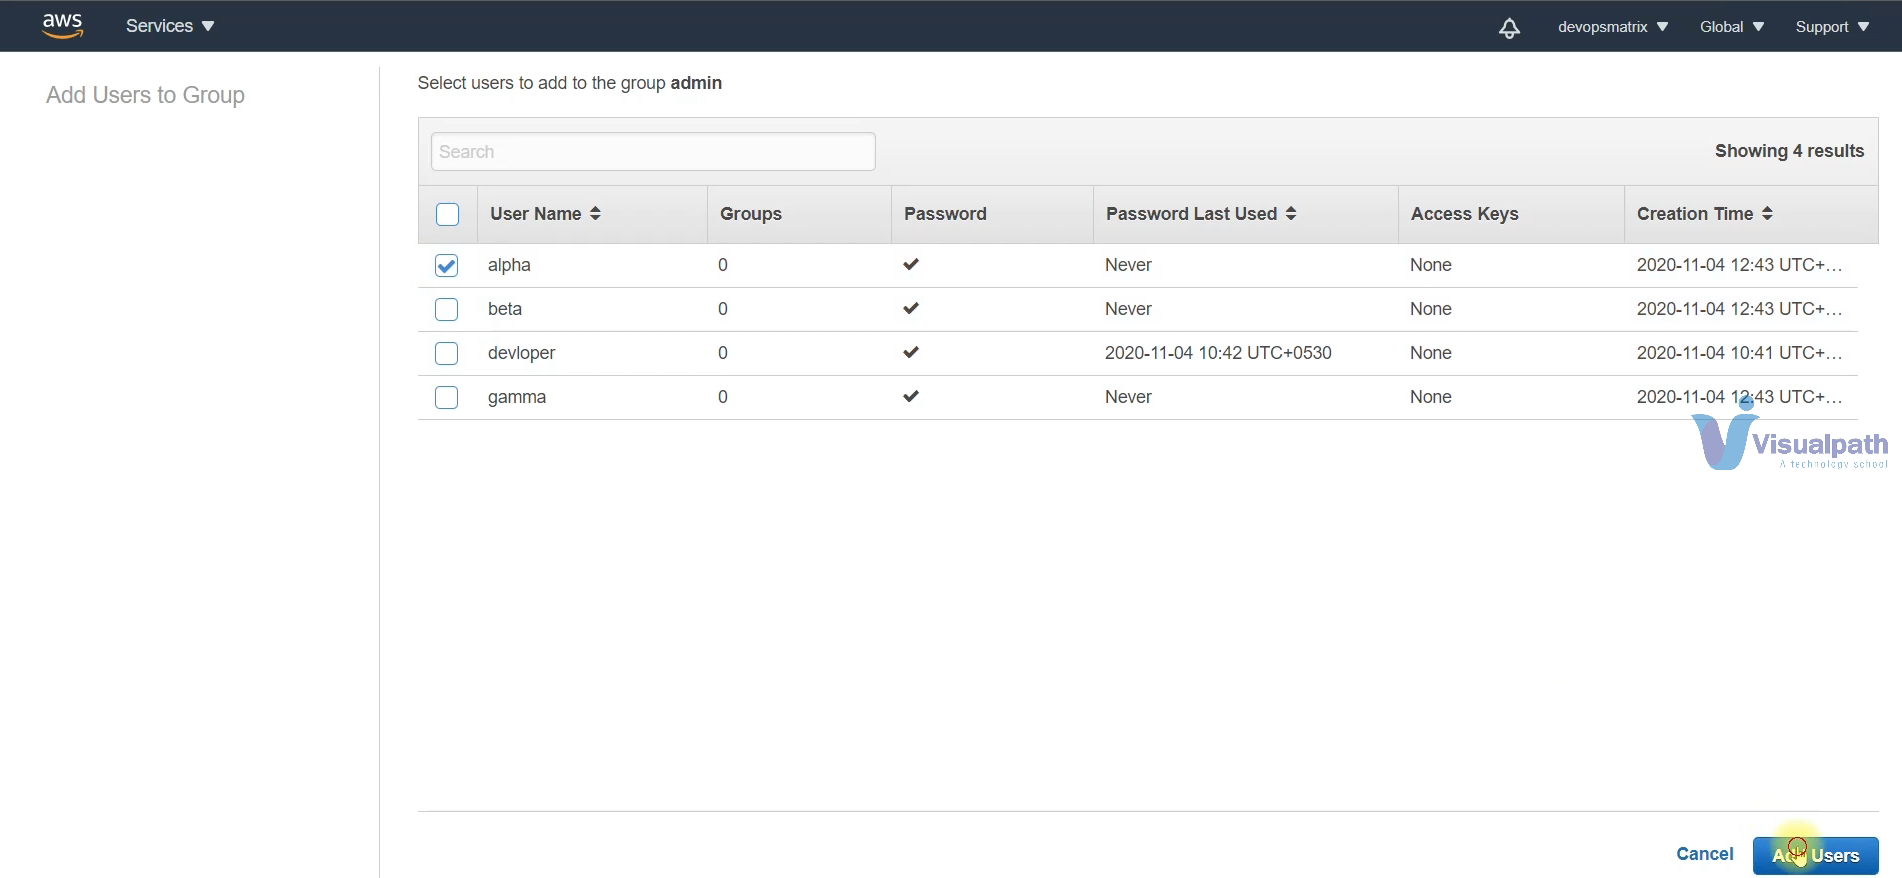 aws Services devopsmatrix Global Support
Add Users to Group
Select users to add to the group admin
Search
Showing 4 results
User Name Groups Password Password Last Used Access Keys Creation Time
alpha 0 Never None 2020-11-04 12:43 UTC+...
beta 0 Never None 2020-11-04 12:43 UTC+...
devloper 0 2020-11-04 10:42 UTC+0530 None 2020-11-04 10:41 UTC+...
gamma 0 Never None 2020-11-04 12:43 UTC+...
Visualpath
A technology school
Cancel Add Users